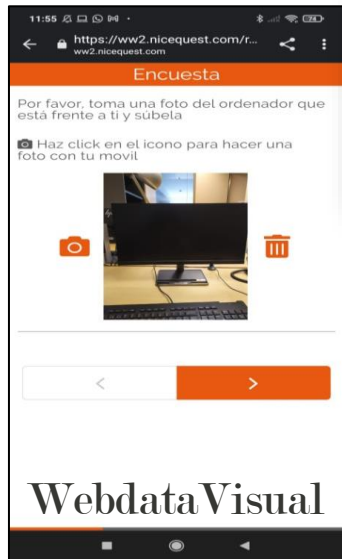 11:55
https://ww2.nicequest.com/r...
ww2.nicequest.com
Encuesta
Por favor, toma una foto del ordenador que
está frente a ti y súbela
Haz click en el icono para hacer una
foto con tu movil
WebdataVisual